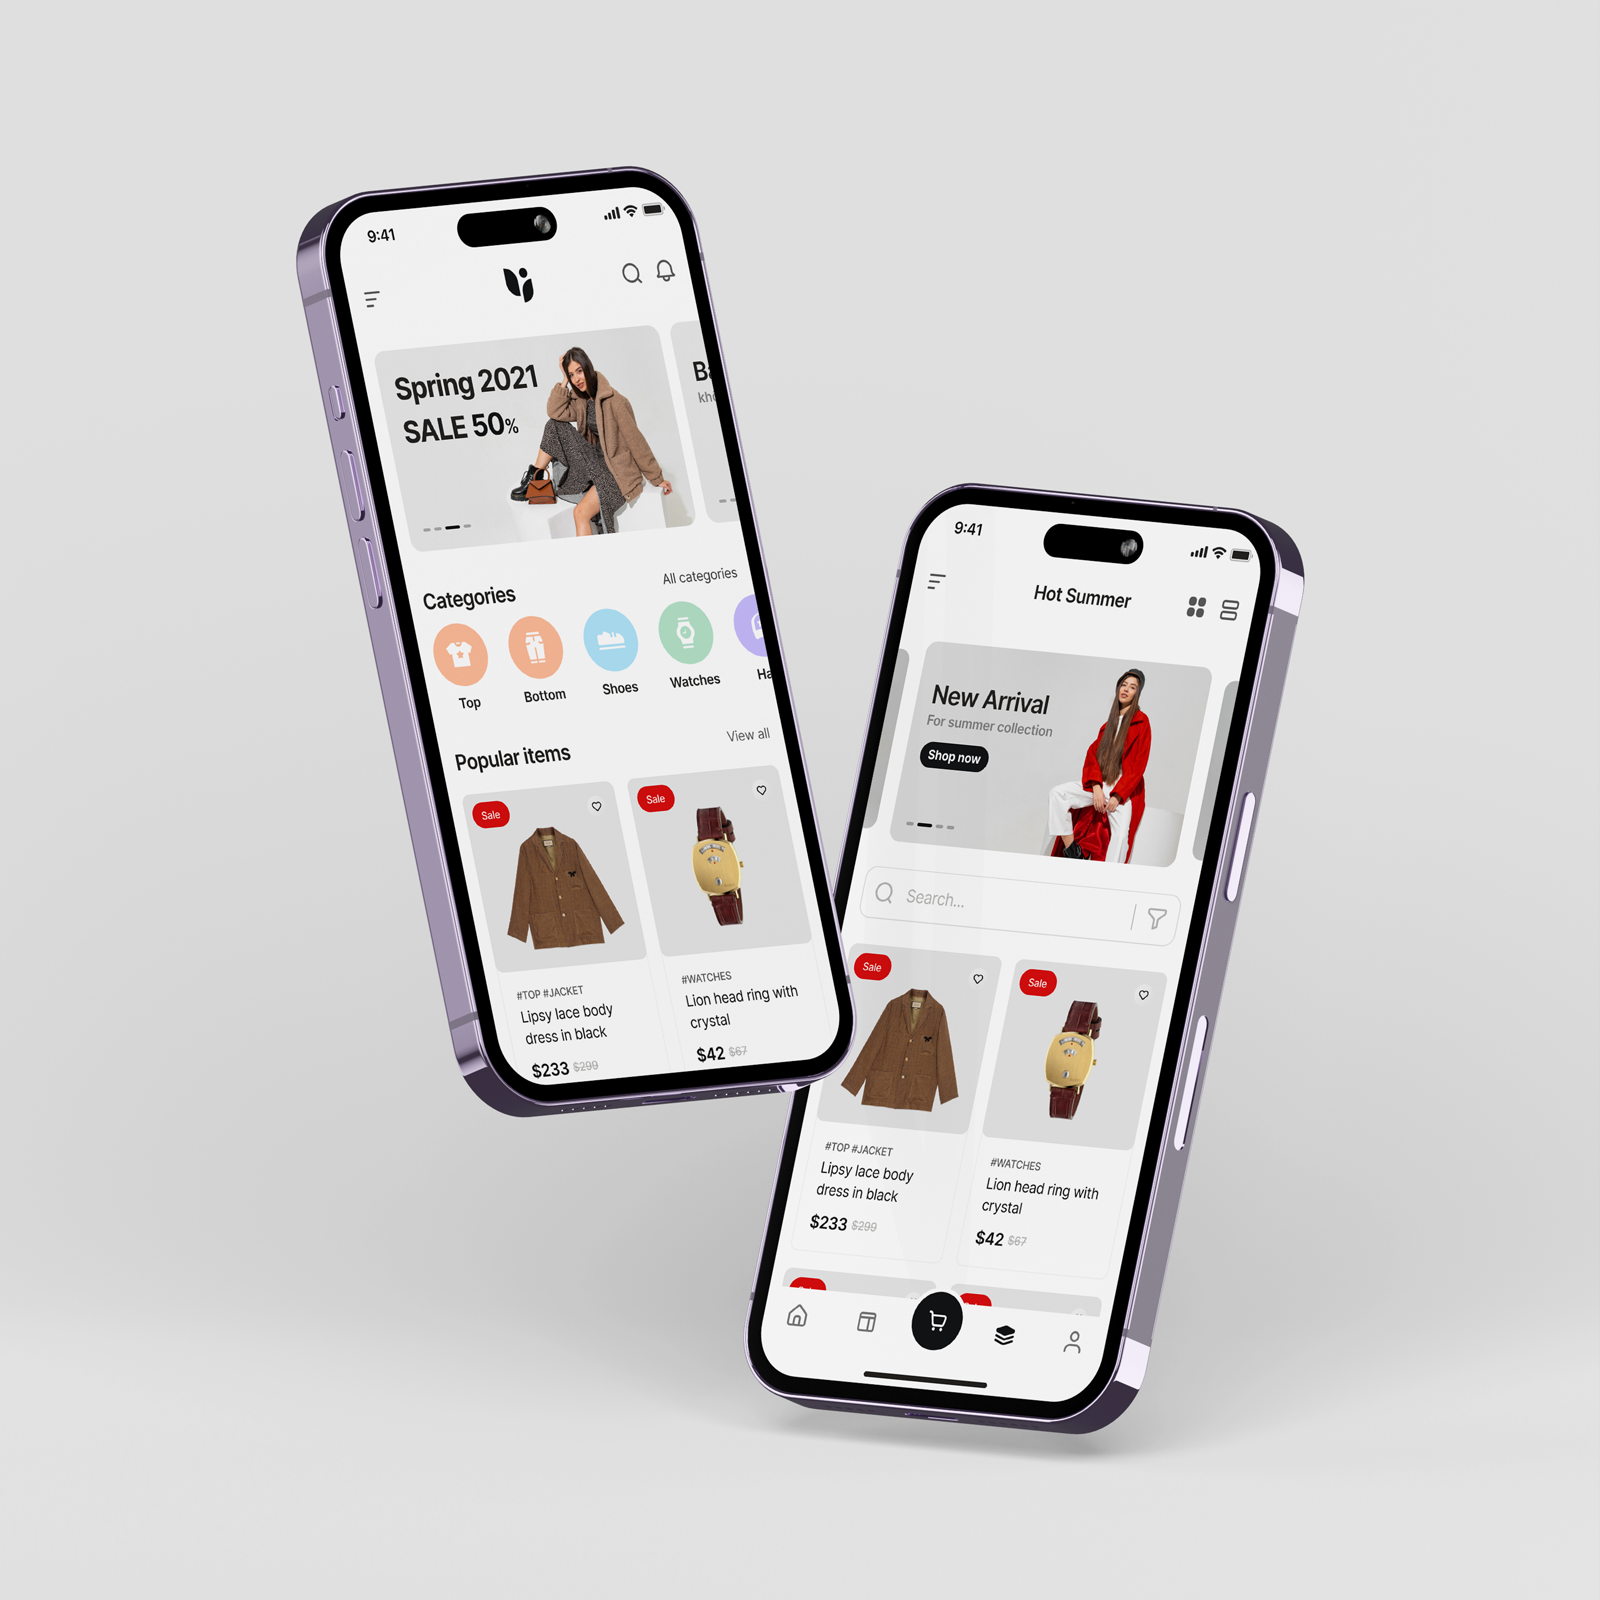 9:41
Spring 2021
SALE 50%
Categories
All categories
Top
Bottom
Shoes
Watches
Popular items
View all
Sale
Sale
#TOP #JACKET
Lipsy lace body
dress in black
$233 $299
#WATCHES
Lion head ring with
crystal
$42 $67
9:41
Hot Summer
New Arrival
For summer collection
Shop now
Search...
Sale
Sale
#TOP #JACKET
Lipsy lace body
dress in black
$233 $299
#WATCHES
Lion head ring with
crystal
$42 $67